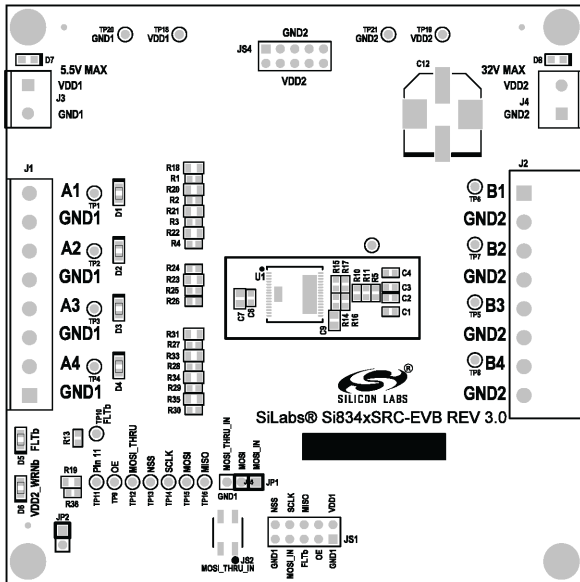 TP20
GND1
TP18
VDD1
GND2
JS4
VDD2
TP21
GND2
TP19
VDD2
D7
5.5V MAX
VDD1
J3
GND1
C12
32V MAX
D8
VDD2
J4
GND2
J1
A1
TP1
D1
GND1
A2
TP2
D2
GND1
A3
TP3
D3
GND1
A4
TP4
D4
GND1
R18
R1
R20
R2
R21
R3
R22
R4
R24
R23
R25
R26
R31
R27
R33
R28
R34
R29
R35
R30
U1
C7
C6
C9
R15
R17
R14
R16
R10
R11
R5
C4
C3
C2
C1
J2
TP6
B1
GND2
TP7
B2
GND2
TP5
B3
GND2
TP8
B4
GND2
SILICON LABS
SiLabs® Si834xSRC-EVB REV 3.0
TP10
FLTb
R13
D5
FLTb
D6
VDD2_WRNb
R19
R36
JP2
Pin 11
OE
MOSI_THRU
NSS
SCLK
MOSI
MISO
TP11
TP9
TP12
TP13
TP14
TP15
TP16
MOSI_THRU_IN
MOSI
MOSI_IN
GND1
JP1
JS2
MOSI_THRU_IN
NSS
SCLK
MISO
VDD1
JS1
GND1
MOSI_IN
FLTb
OE
GND1